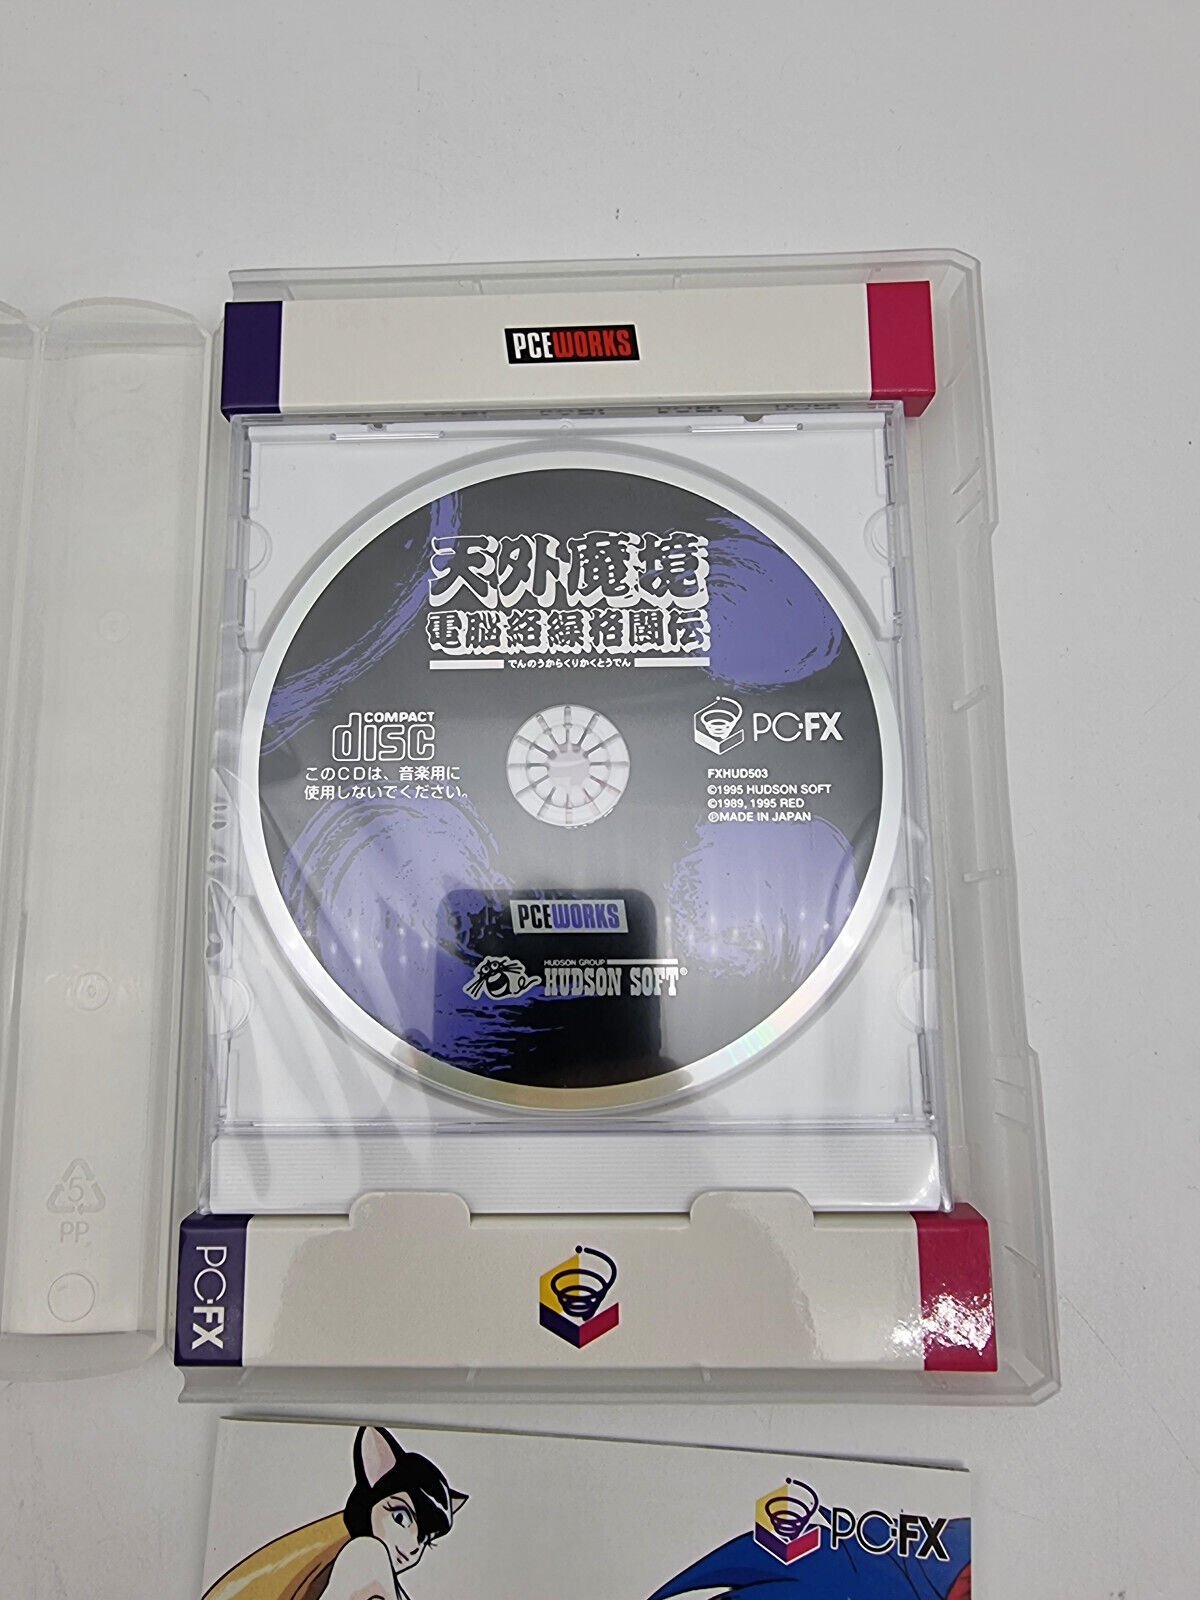 PCEWORKS
天外魔境
電脳絡繰格闘伝
でんのうからくりかくとうでん
COMPACT
disc
このCDは、音楽用に
使用しないでください。
PC-FX
FXHUD503
©1995 HUDSON SOFT
©1989, 1995 RED
ⓅMADE IN JAPAN
PCEWORKS
HUDSON GROUP
HUDSON SOFT®
5
PP
PC-FX
PC-FX